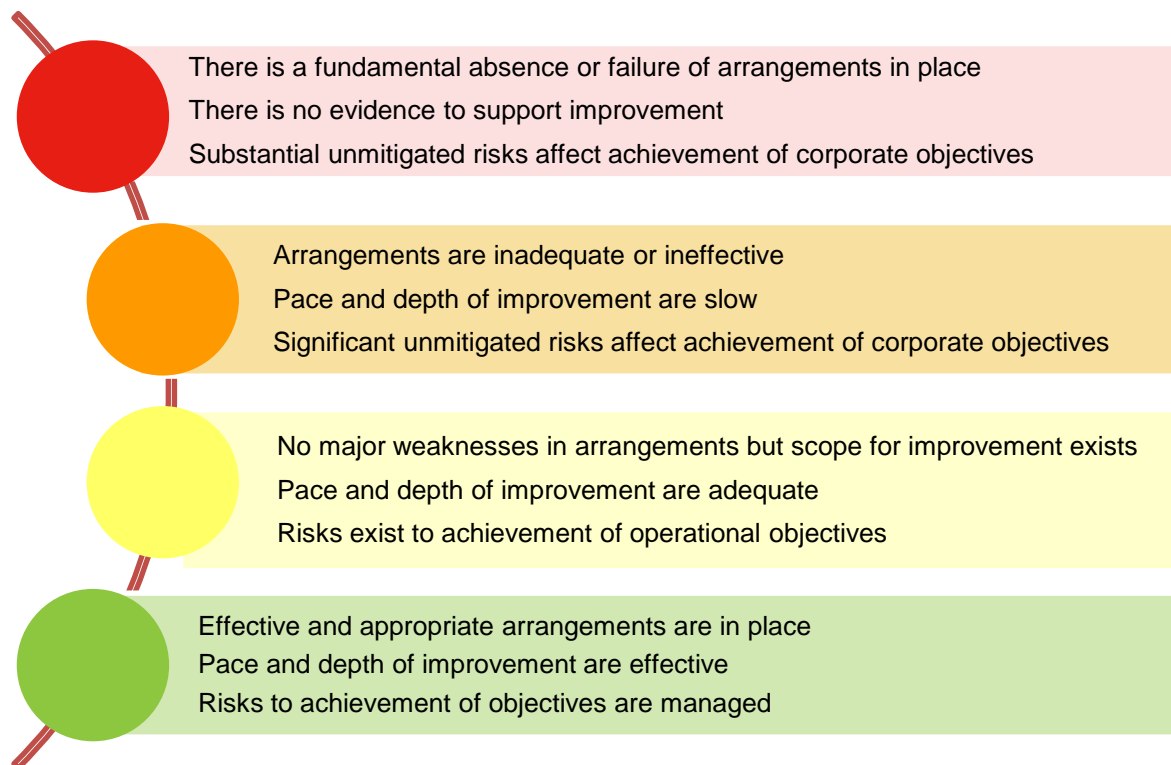 There is a fundamental absence or failure of arrangements in place
There is no evidence to support improvement
Substantial unmitigated risks affect achievement of corporate objectives
Arrangements are inadequate or ineffective
Pace and depth of improvement are slow
Significant unmitigated risks affect achievement of corporate objectives
No major weaknesses in arrangements but scope for improvement exists
Pace and depth of improvement are adequate
Risks exist to achievement of operational objectives
Effective and appropriate arrangements are in place
Pace and depth of improvement are effective
Risks to achievement of objectives are managed